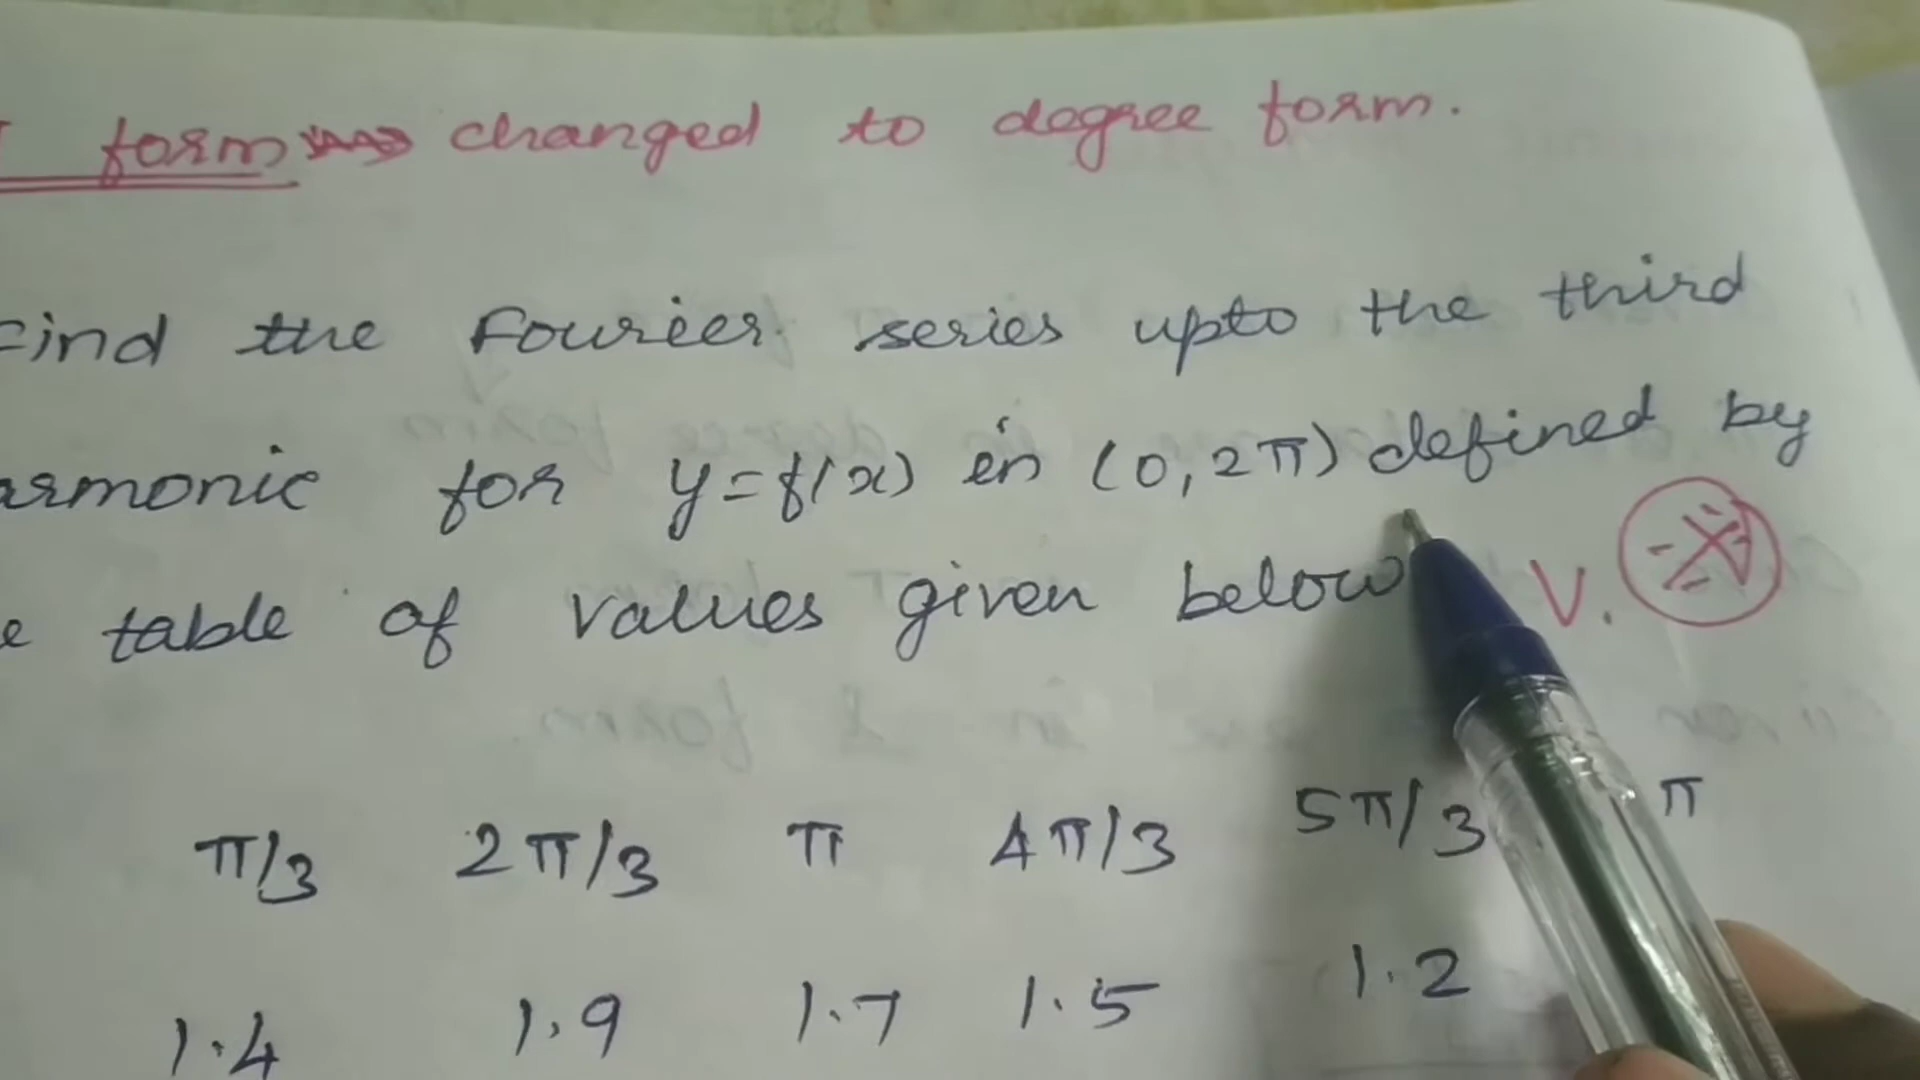 form changed to degree form.
Find the Fourier series upto the third
armonic for y=f(x) in (0,2π) defined by
e table of values given below V.
π/3 2π/3 π 4π/3 5π/3 π
1.4 1.9 1.7 1.5 1.2